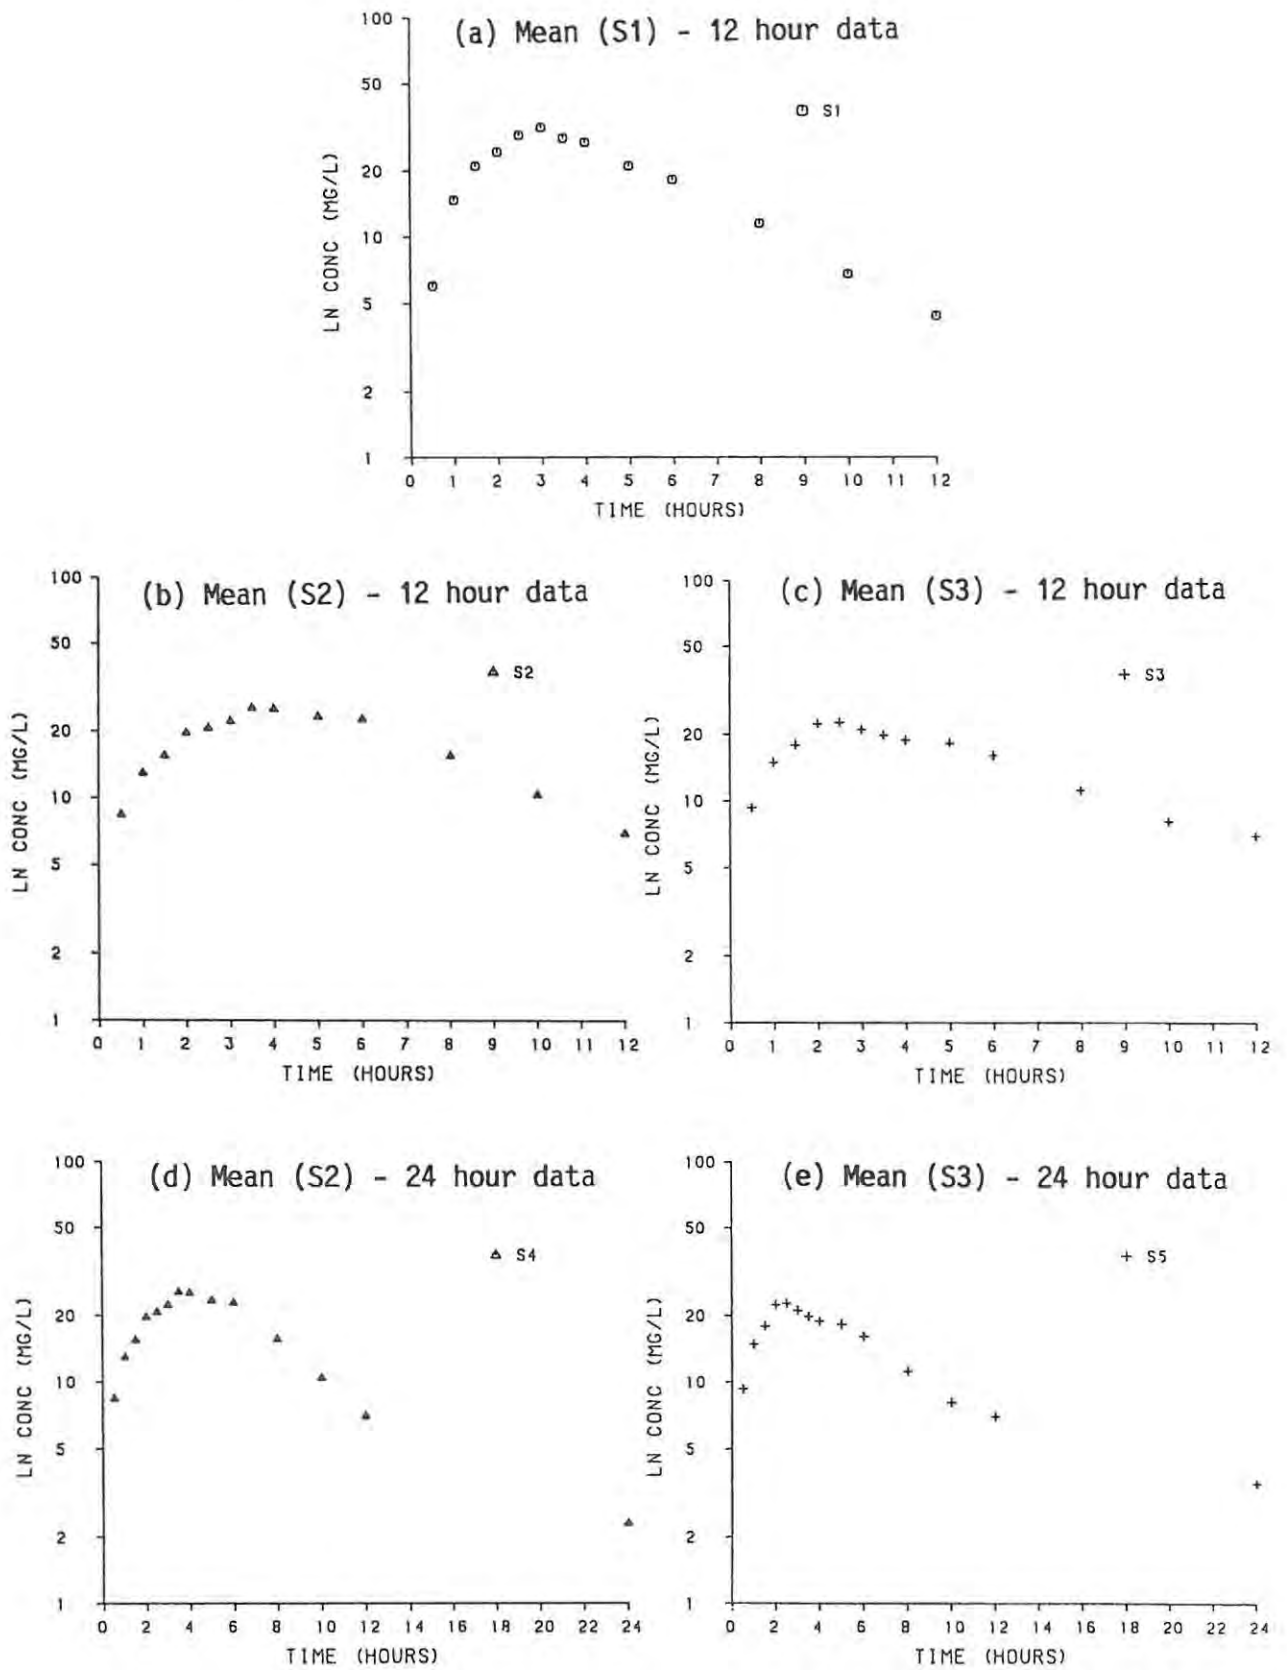 (a) Mean (S1) - 12 hour data
100
50
20
10
5
2
1
LN CONC (MG/L)
S1
0 1 2 3 4 5 6 7 8 9 10 11 12
TIME (HOURS)
(b) Mean (S2) - 12 hour data
100
50
20
10
5
2
1
LN CONC (MG/L)
S2
0 1 2 3 4 5 6 7 8 9 10 11 12
TIME (HOURS)
(c) Mean (S3) - 12 hour data
100
50
20
10
5
2
1
LN CONC (MG/L)
S3
0 1 2 3 4 5 6 7 8 9 10 11 12
TIME (HOURS)
(d) Mean (S2) - 24 hour data
100
50
20
10
5
2
1
LN CONC (MG/L)
S4
0 2 4 6 8 10 12 14 16 18 20 22 24
TIME (HOURS)
(e) Mean (S3) - 24 hour data
100
50
20
10
5
2
1
LN CONC (MG/L)
S5
0 2 4 6 8 10 12 14 16 18 20 22 24
TIME (HOURS)